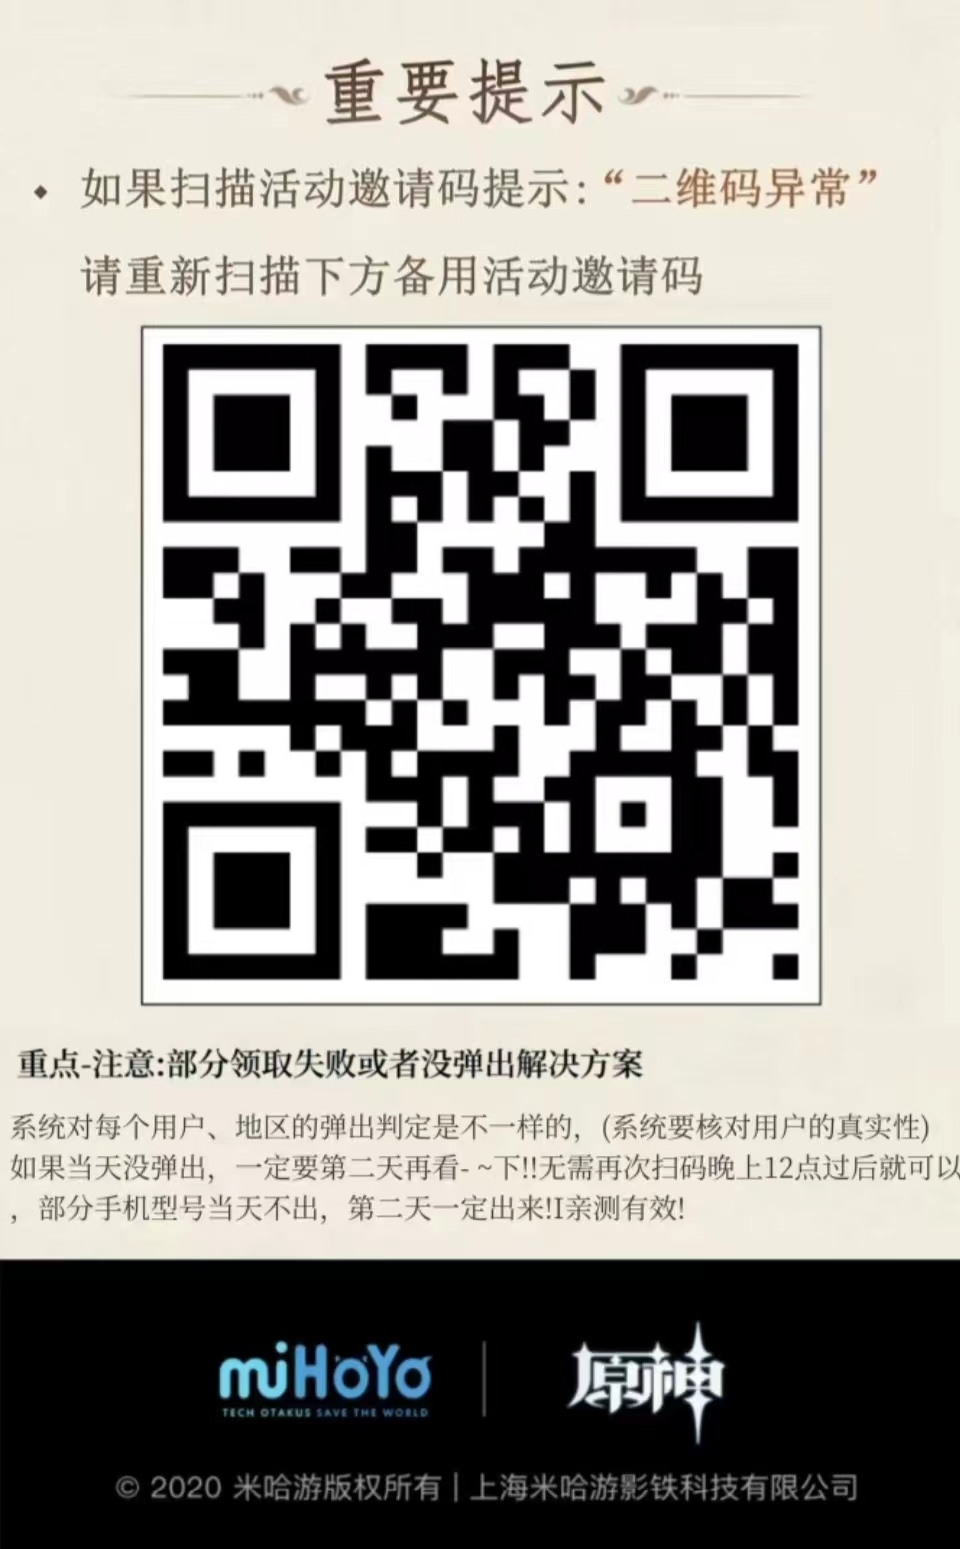 重要提示
如果扫描活动邀请码提示:“二维码异常”
请重新扫描下方备用活动邀请码
重点-注意:部分领取失败或者没弹出解决方案
系统对每个用户、地区的弹出判定是不一样的,(系统要核对用户的真实性)
如果当天没弹出,一定要第二天再看- ~下!!无需再次扫码晚上12点过后就可以
,部分手机型号当天不出,第二天一定出来!I亲测有效!
miHoYo
TECH OTAKUS SAVE THE WORLD
原神
© 2020 米哈游版权所有 | 上海米哈游影铁科技有限公司